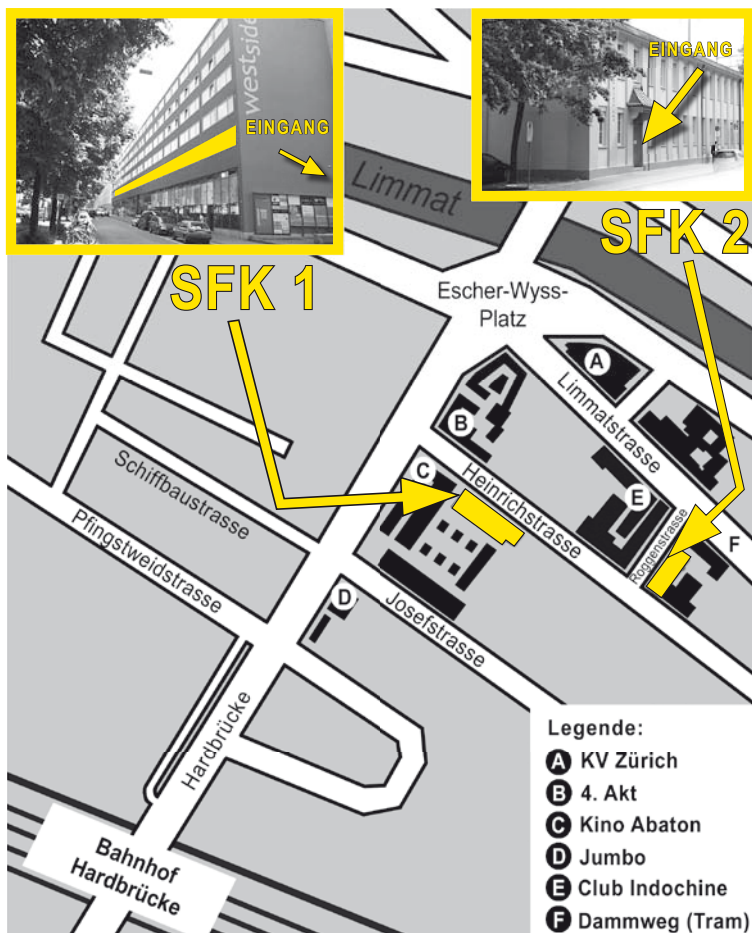 westside
EINGANG
EINGANG
Limmat
SFK 1
SFK 2
Escher-Wyss-
Platz
A
Limmatstrasse
B
Heinrichstrasse
C
E
Roggenstrasse
F
Schiffbaustrasse
Pfingstweidstrasse
D
Josefstrasse
Hardbrücke
Bahnhof
Hardbrücke
Legende:
A KV Zürich
B 4. Akt
C Kino Abaton
D Jumbo
E Club Indochine
F Dammweg (Tram)